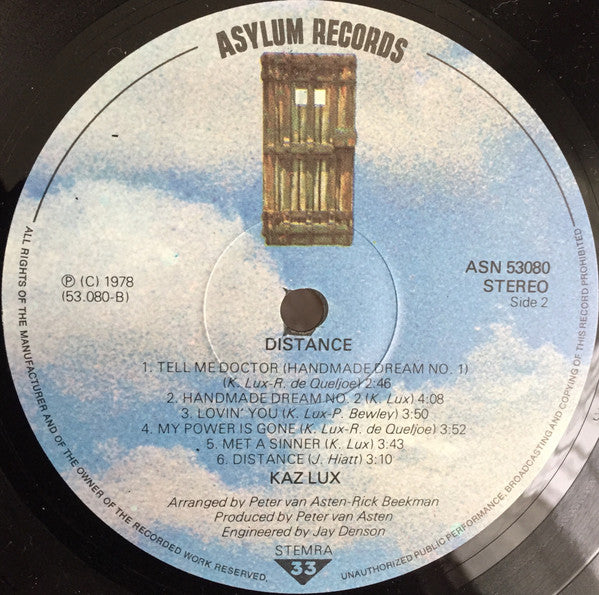 ASYLUM RECORDS
℗ (C) 1978
(53.080-B)
ASN 53080
STEREO
Side 2
DISTANCE
1. TELL ME DOCTOR (HANDMADE DREAM NO. 1)
(K. Lux-R. de Queljoe) 2:46
2. HANDMADE DREAM NO. 2 (K. Lux) 4:08
3. LOVIN' YOU (K. Lux-P. Bewley) 3:50
4. MY POWER IS GONE (K. Lux-R. de Queljoe) 3:52
5. MET A SINNER (K. Lux) 3:43
6. DISTANCE (J. Hiatt) 3:10
KAZ LUX
Arranged by Peter van Asten-Rick Beekman
Produced by Peter van Asten
Engineered by Jay Denson
STEMRA
33
ALL RIGHTS OF THE MANUFACTURER AND OF THE OWNER OF THE RECORDED WORK RESERVED.
UNAUTHORIZED PUBLIC PERFORMANCE, BROADCASTING AND COPYING OF THIS RECORD PROHIBITED